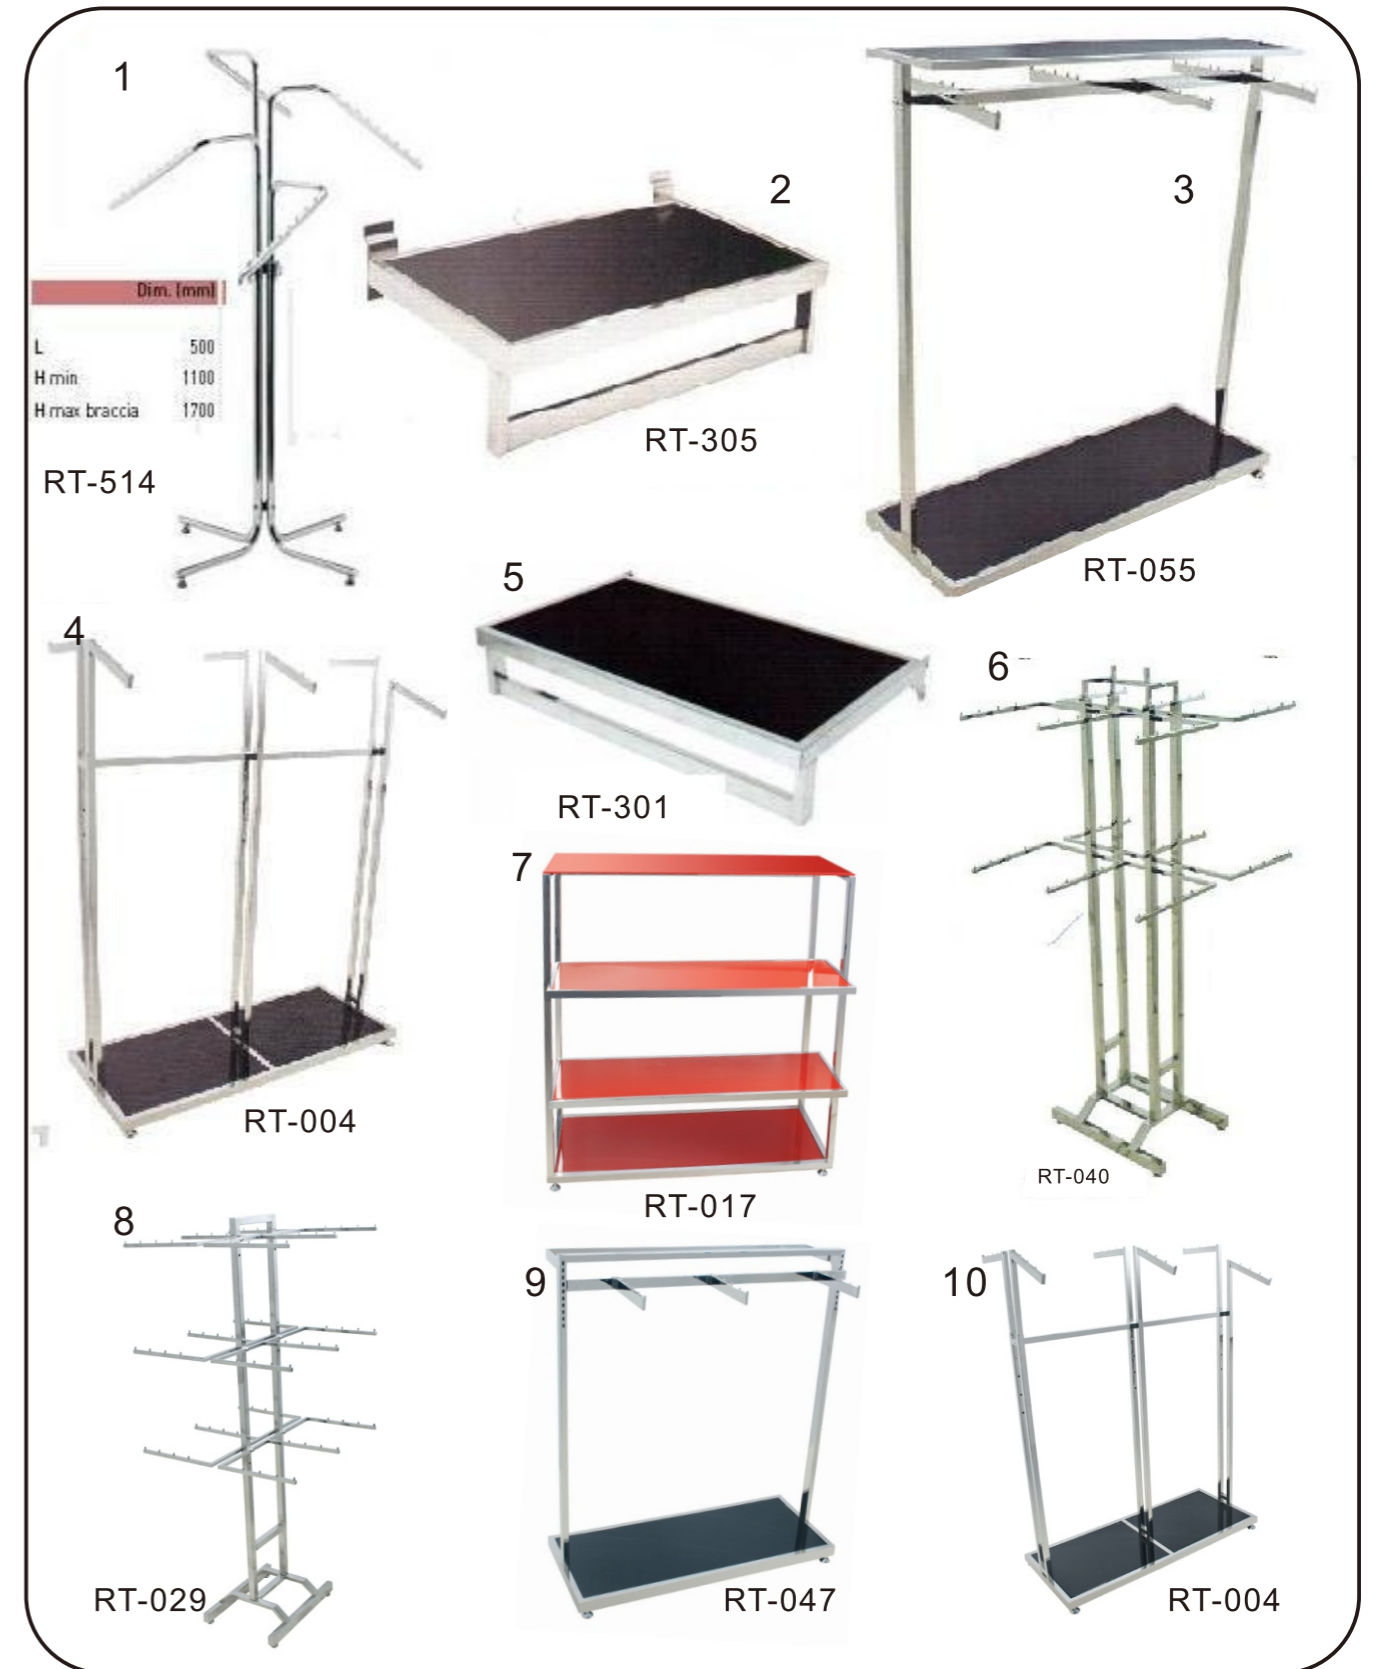 1
2
3
Dim. (mm)
L 500
H min 1100
H max braccia 1700
RT-514
RT-305
RT-055
4
5
6
RT-301
7
RT-004
RT-040
RT-017
8
9
10
RT-029
RT-047
RT-004